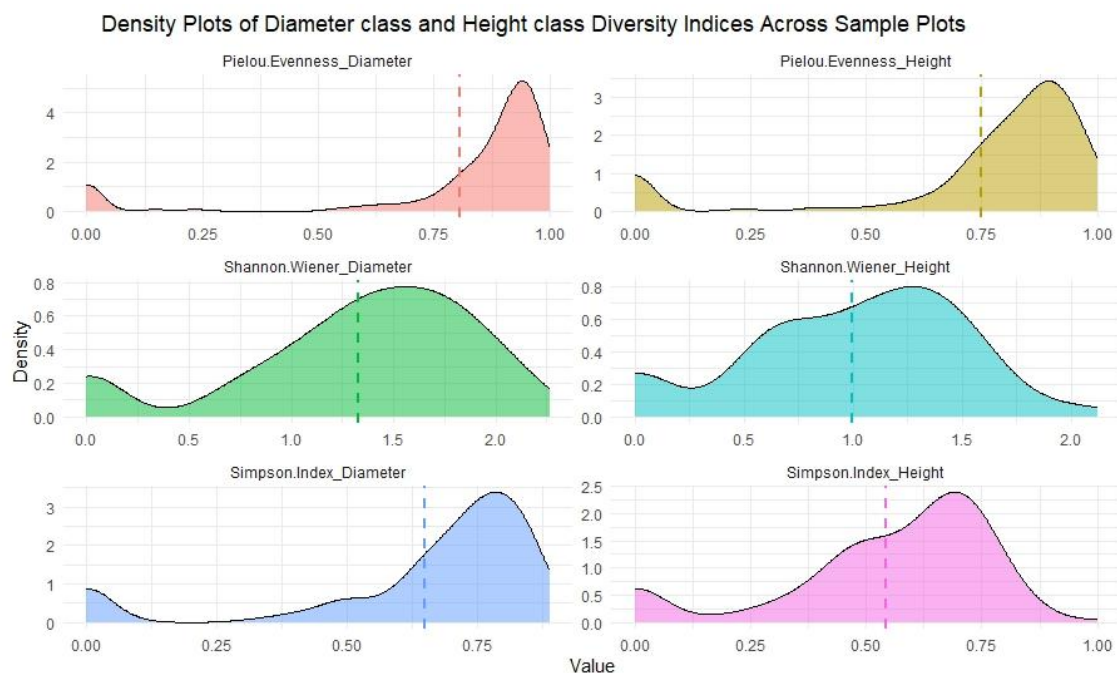 Density Plots of Diameter class and Height class Diversity Indices Across Sample Plots
Pielou.Evenness_Diameter
Pielou.Evenness_Height
4
2
0
0.00 0.25 0.50 0.75 1.00
3
2
1
0
0.00 0.25 0.50 0.75 1.00
Shannon.Wiener_Diameter
Shannon.Wiener_Height
Density
0.8
0.6
0.4
0.2
0.0
0.0 0.5 1.0 1.5 2.0
0.8
0.6
0.4
0.2
0.0
0.0 0.5 1.0 1.5 2.0
Simpson.Index_Diameter
Simpson.Index_Height
3
2
1
0
0.00 0.25 0.50 0.75
2.5
2.0
1.5
1.0
0.5
0.0
0.00 0.25 0.50 0.75 1.00
Value